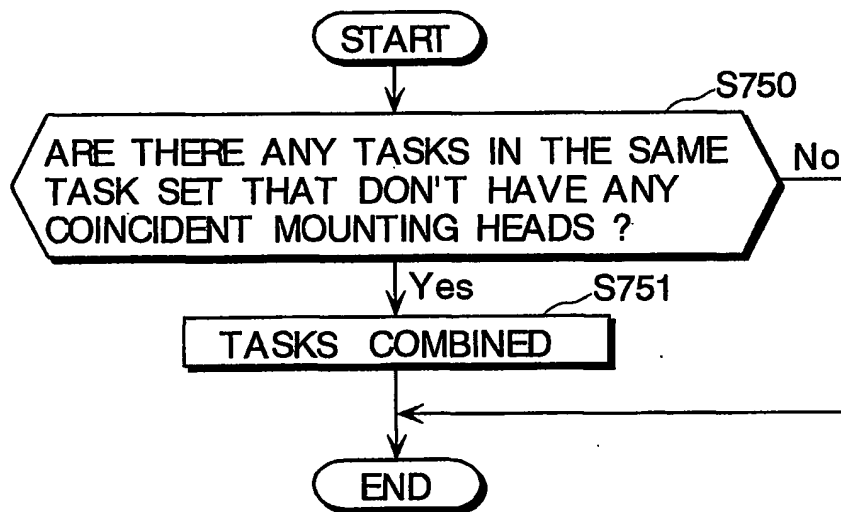 START
S750
ARE THERE ANY TASKS IN THE SAME
TASK SET THAT DON'T HAVE ANY
COINCIDENT MOUNTING HEADS ?
No
Yes
S751
TASKS COMBINED
END